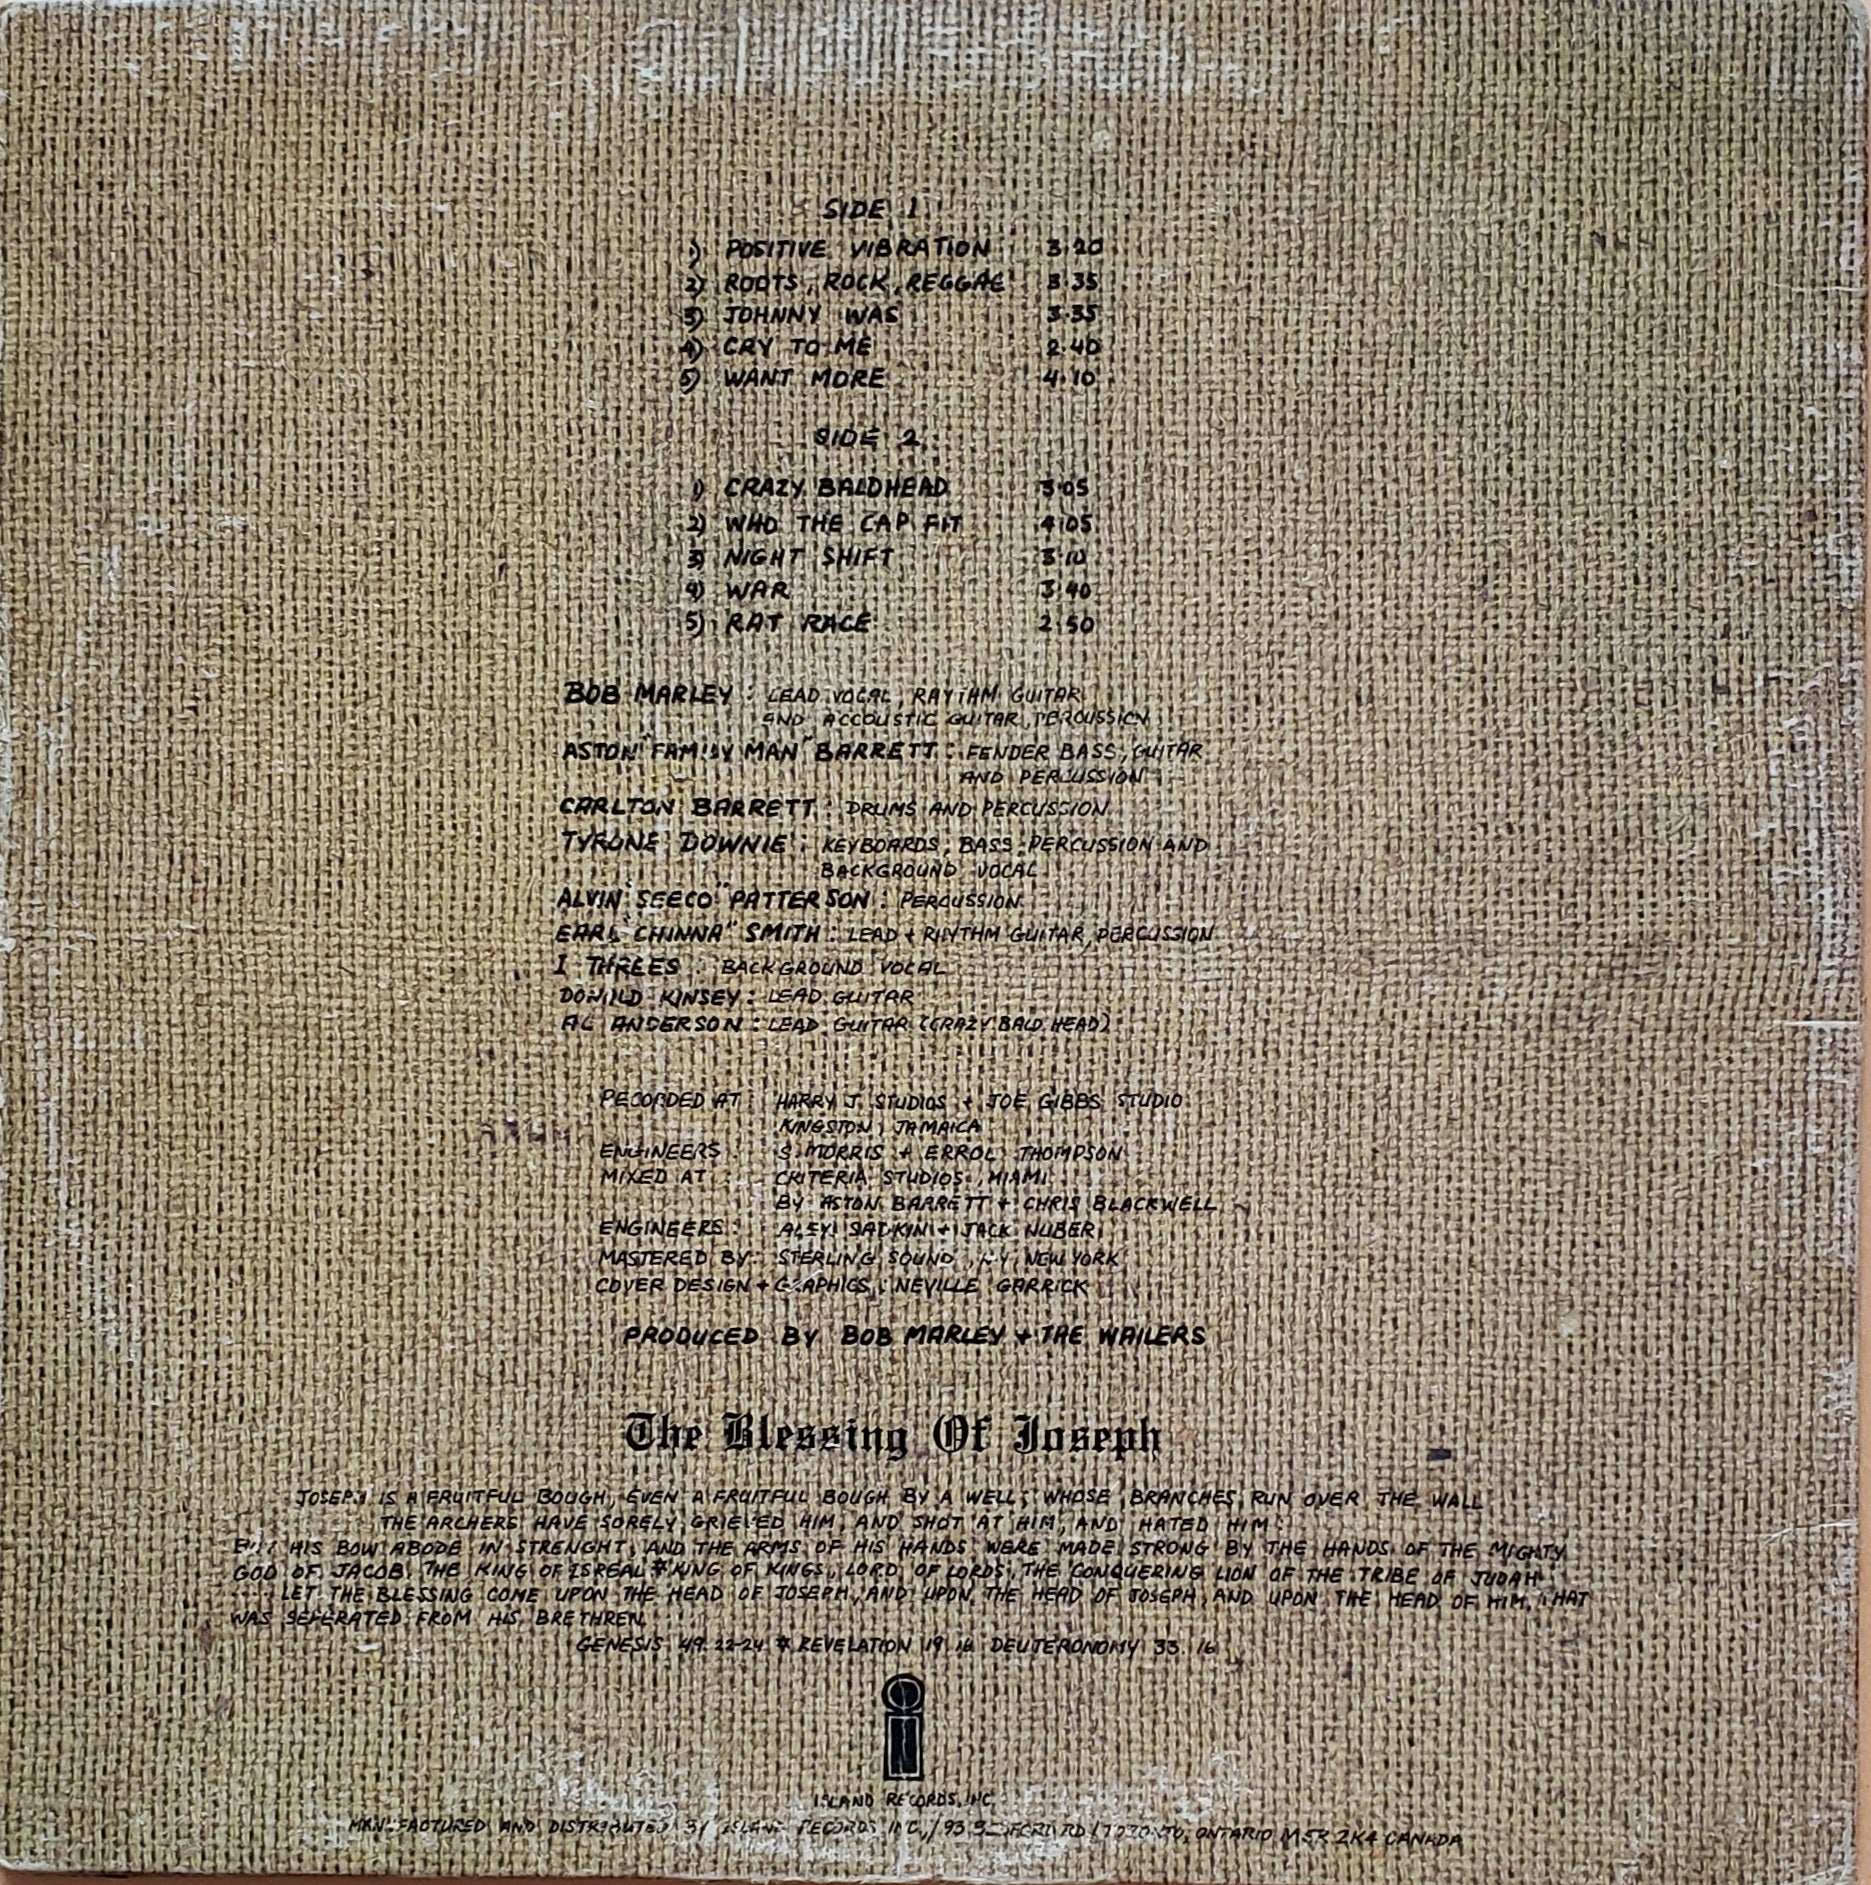 SIDE 1
1) POSITIVE VIBRATION 3.20
2) ROOTS, ROCK, REGGAE 3.35
3) JOHNNY WAS 3.35
4) CRY TO ME 2.40
5) WANT MORE 4.10
SIDE 2
1) CRAZY BALDHEAD 3.05
2) WHO THE CAP FIT 4.05
3) NIGHT SHIFT 3.10
4) WAR 3.40
5) RAT RACE 2.50
BOB MARLEY : LEAD VOCAL, RHYTHM GUITAR
AND ACCOUSTIC GUITAR, PERCUSSION
ASTON "FAMILY MAN" BARRETT : FENDER BASS, GUITAR
AND PERCUSSION
CARLTON BARRETT : DRUMS AND PERCUSSION
TYRONE DOWNIE : KEYBOARDS, BASS, PERCUSSION AND
BACKGROUND VOCAL
ALVIN "SEECO" PATTERSON : PERCUSSION
EARL "CHINNA" SMITH : LEAD + RHYTHM GUITAR, PERCUSSION
I THREES : BACKGROUND VOCAL
DONALD KINSEY : LEAD GUITAR
AL ANDERSON : LEAD GUITAR (CRAZY BALD HEAD)
RECORDED AT : HARRY J. STUDIOS + JOE GIBBS STUDIO
KINGSTON, JAMAICA
ENGINEERS : S. MORRIS + ERROL THOMPSON
MIXED AT : CRITERIA STUDIOS, MIAMI
BY ASTON BARRETT + CHRIS BLACKWELL
ENGINEERS : ALEX SADKIN + JACK NUBER
MASTERED BY : STERLING SOUND, NY, NEW YORK
COVER DESIGN + GRAPHICS : NEVILLE GARRICK
PRODUCED BY BOB MARLEY + THE WAILERS
The Blessing Of Joseph
JOSEPH IS A FRUITFUL BOUGH, EVEN A FRUITFUL BOUGH BY A WELL; WHOSE BRANCHES RUN OVER THE WALL
THE ARCHERS HAVE SORELY GRIEVED HIM, AND SHOT AT HIM, AND HATED HIM:
BUT HIS BOW ABODE IN STRENGHT, AND THE ARMS OF HIS HANDS WERE MADE STRONG BY THE HANDS OF THE MIGHTY
GOD OF JACOB, THE KING OF ISREAL * KING OF KINGS, LORD OF LORDS, THE CONQUERING LION OF THE TRIBE OF JUDAH
..... LET THE BLESSING COME UPON THE HEAD OF JOSEPH, AND UPON THE HEAD OF JOSEPH, AND UPON THE HEAD OF HIM, THAT
WAS SEPERATED FROM HIS BRETHREN.
GENESIS 49. 22-24 * REVELATION 19. 16 DEUTERONOMY 33. 16
i
ISLAND RECORDS, INC.
MANUFACTURED AND DISTRIBUTED BY ISLAND RECORDS INC., TORONTO, ONTARIO M5R 2K4 CANADA